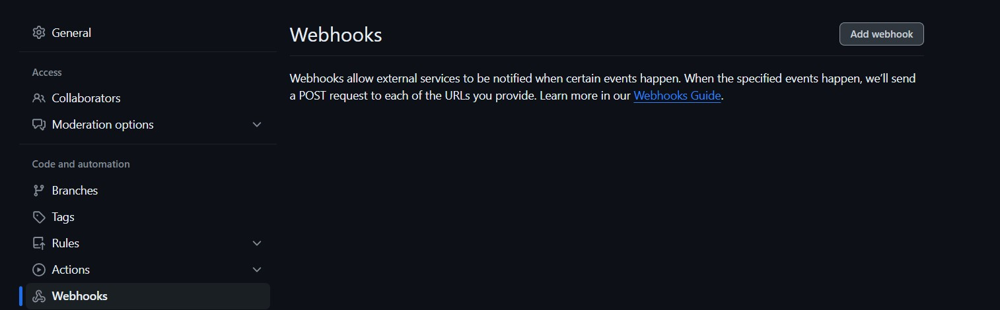 General
Access
Collaborators
Moderation options
Code and automation
Branches
Tags
Rules
Actions
Webhooks
Webhooks
Add webhook
Webhooks allow external services to be notified when certain events happen. When the specified events happen, we’ll send
a POST request to each of the URLs you provide. Learn more in our Webhooks Guide.